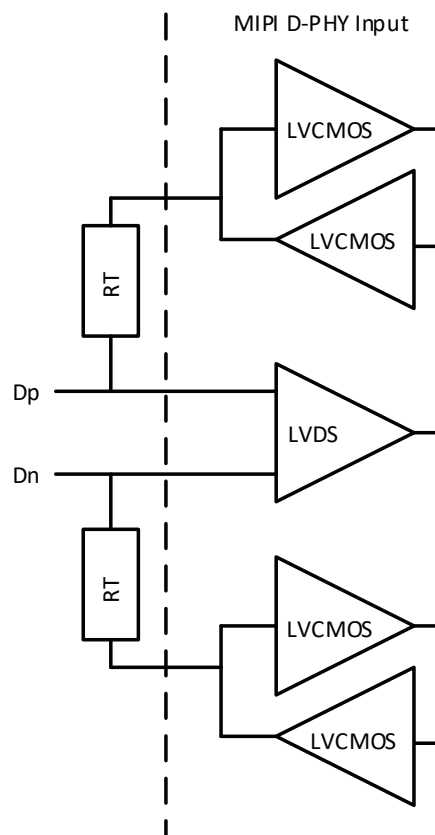 MIPI D-PHY Input
LVCMOS
LVCMOS
RT
Dp
LVDS
Dn
RT
LVCMOS
LVCMOS